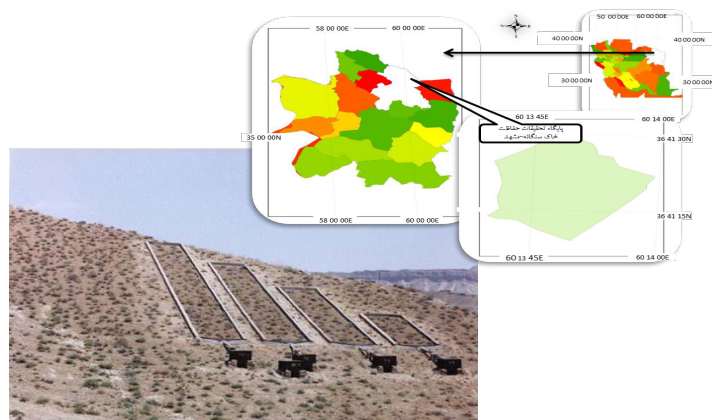 58 00 00E 60 00 00E
50 00 00E 60 00 00E
40 00 00N 40 00 00N
30 00 00N 30 00 00N
35 00 00N
58 00 00E 60 00 00E
پایگاه تحقیقات حفاظت
خاک سنگانه-مشهد
60 13 45E 60 14 00E
36 41 30N
36 41 15N
60 13 45E 60 14 00E